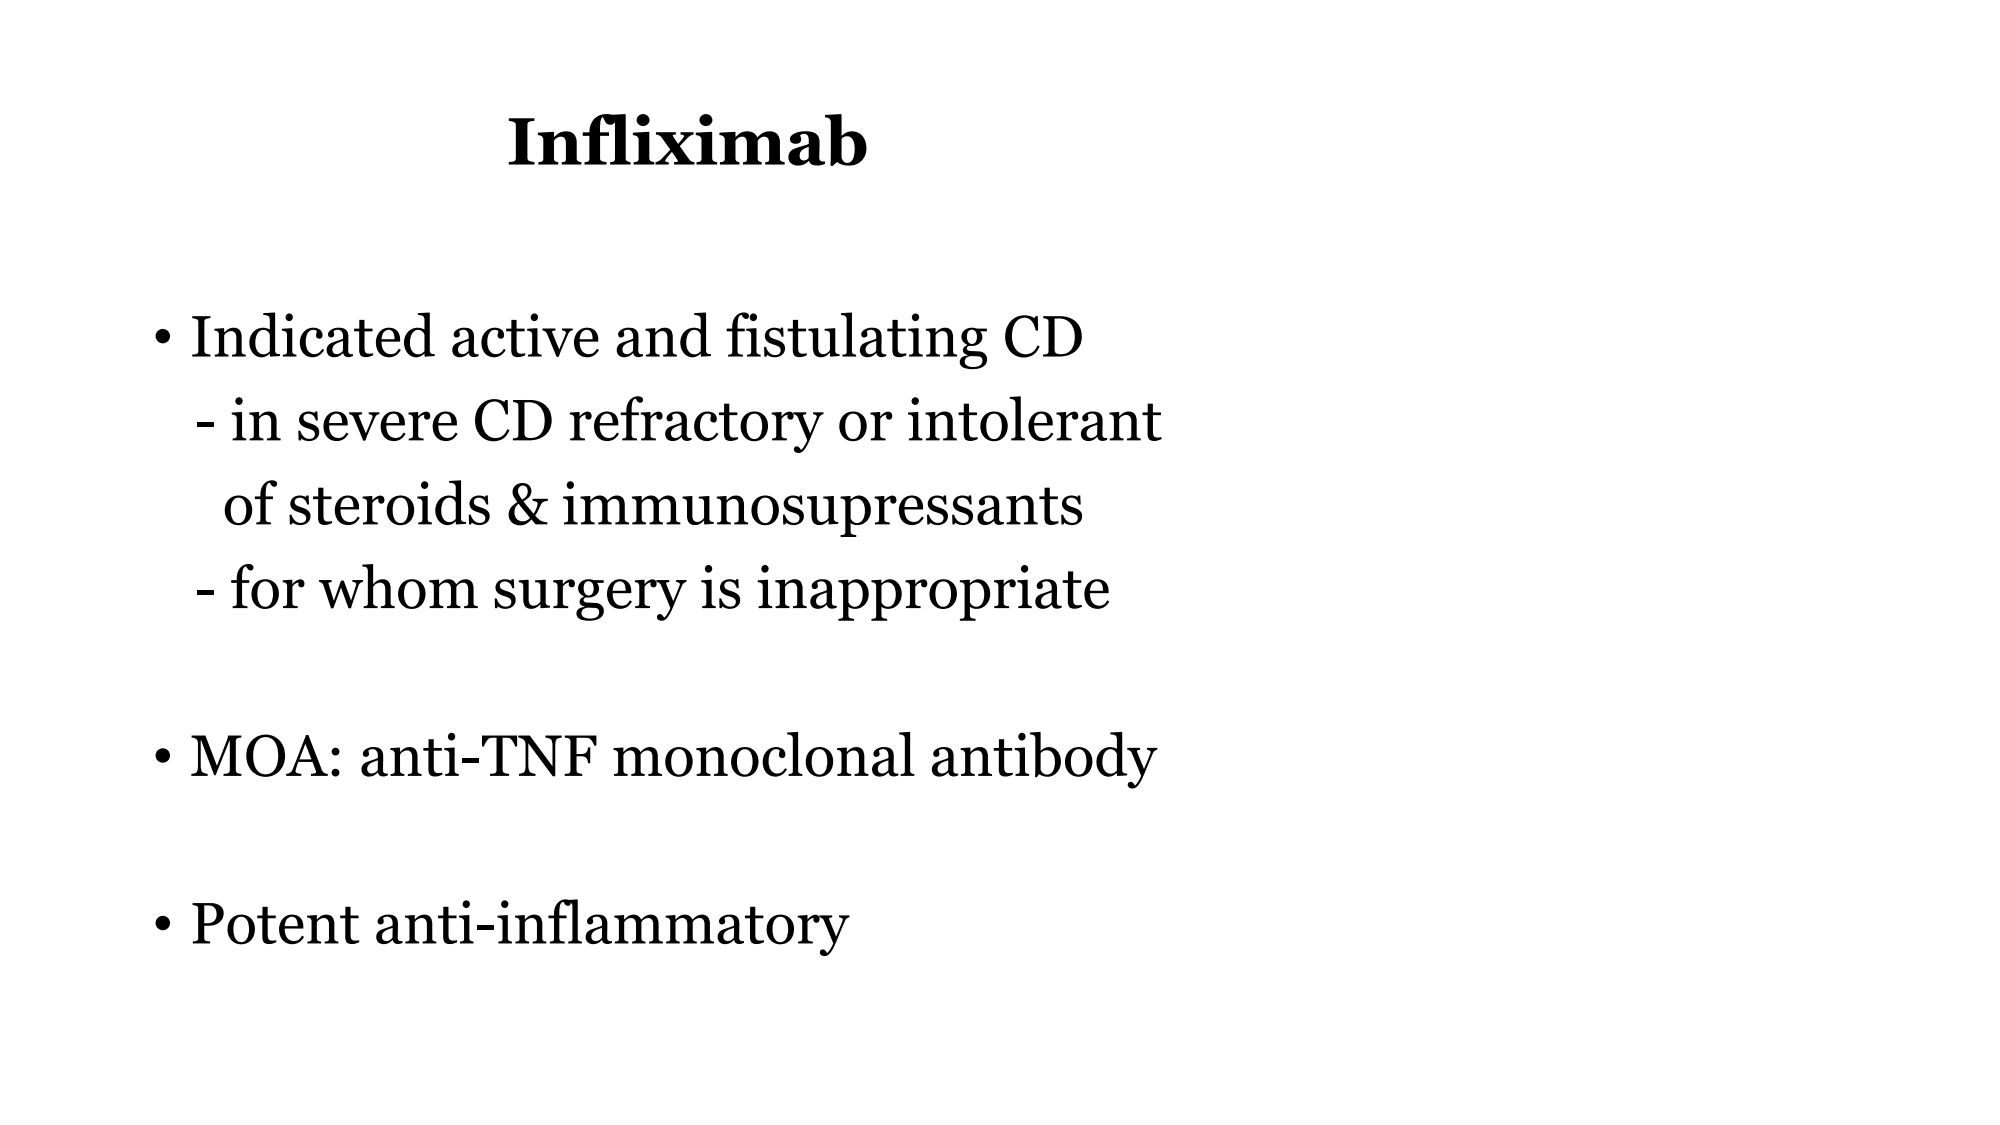 Infliximab
• Indicated active and fistulating CD
- in severe CD refractory or intolerant
of steroids & immunosupressants
- for whom surgery is inappropriate
• MOA: anti-TNF monoclonal antibody
• Potent anti-inflammatory